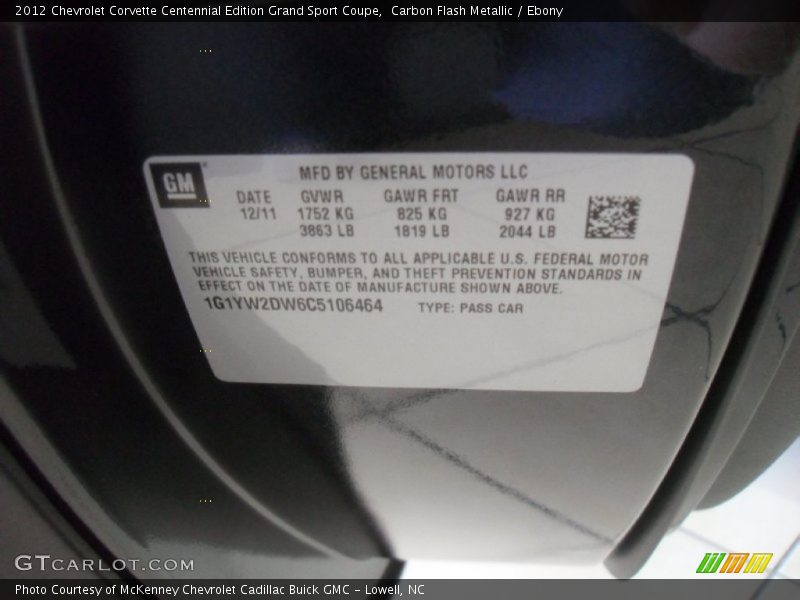 2012 Chevrolet Corvette Centennial Edition Grand Sport Coupe,  Carbon Flash Metallic / Ebony
GM
MFD BY GENERAL MOTORS LLC
DATE GVWR GAWR FRT GAWR RR
12/11 1752 KG 825 KG 927 KG
3863 LB 1819 LB 2044 LB
THIS VEHICLE CONFORMS TO ALL APPLICABLE U.S. FEDERAL MOTOR
VEHICLE SAFETY, BUMPER, AND THEFT PREVENTION STANDARDS IN
EFFECT ON THE DATE OF MANUFACTURE SHOWN ABOVE.
1G1YW2DW6C5106464 TYPE: PASS CAR
GTCARLOT.COM
Photo Courtesy of McKenney Chevrolet Cadillac Buick GMC – Lowell, NC